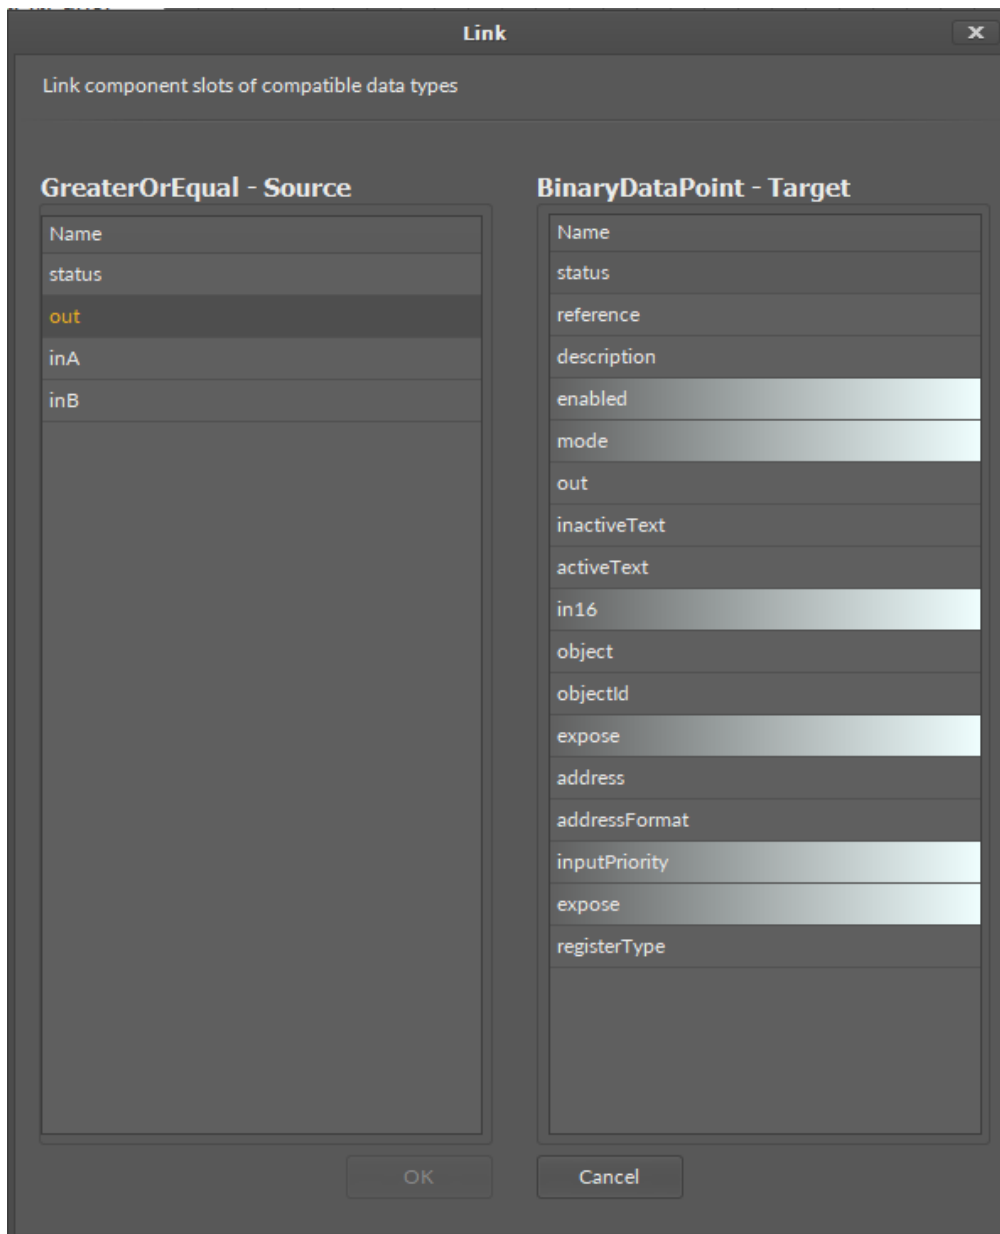 Link
x
Link component slots of compatible data types
GreaterOrEqual - Source
Name
status
out
inA
inB
BinaryDataPoint - Target
Name
status
reference
description
enabled
mode
out
inactiveText
activeText
in16
object
objectId
expose
address
addressFormat
inputPriority
expose
registerType
OK
Cancel